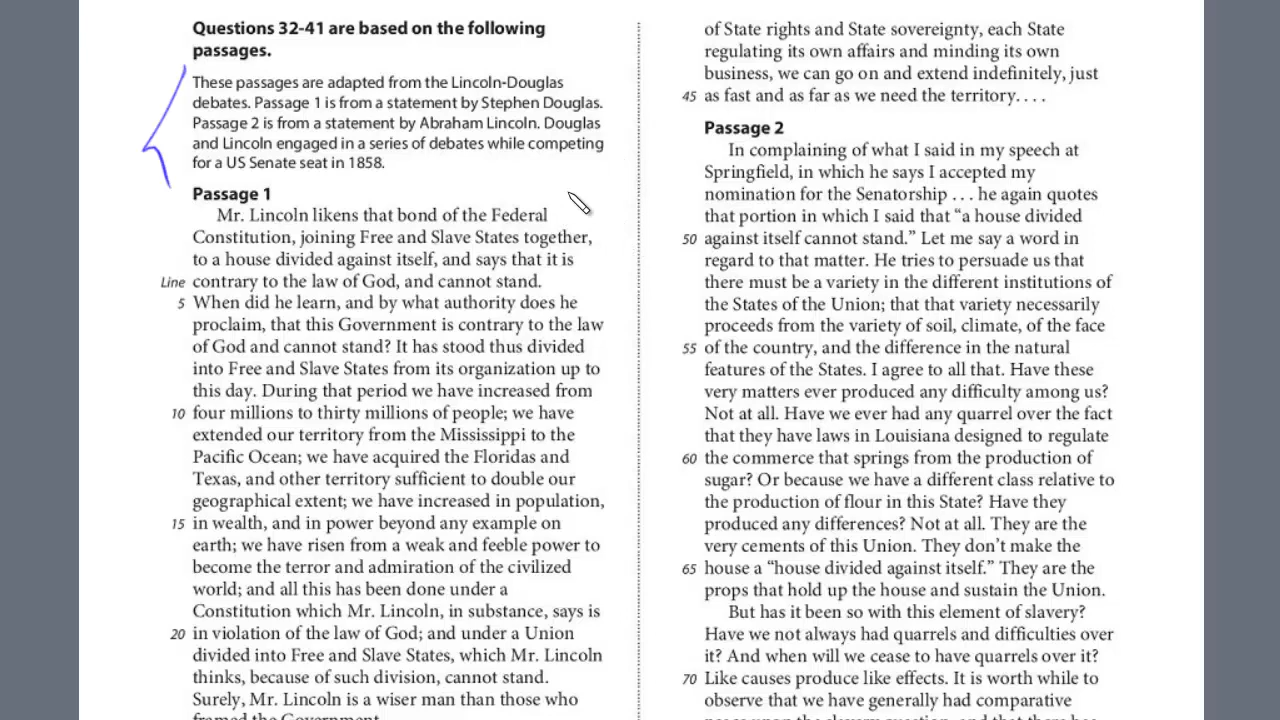 Questions 32-41 are based on the following
passages.
These passages are adapted from the Lincoln-Douglas
debates. Passage 1 is from a statement by Stephen Douglas.
Passage 2 is from a statement by Abraham Lincoln. Douglas
and Lincoln engaged in a series of debates while competing
for a US Senate seat in 1858.
Passage 1
Mr. Lincoln likens that bond of the Federal
Constitution, joining Free and Slave States together,
to a house divided against itself, and says that it is
Line contrary to the law of God, and cannot stand.
5 When did he learn, and by what authority does he
proclaim, that this Government is contrary to the law
of God and cannot stand? It has stood thus divided
into Free and Slave States from its organization up to
this day. During that period we have increased from
10 four millions to thirty millions of people; we have
extended our territory from the Mississippi to the
Pacific Ocean; we have acquired the Floridas and
Texas, and other territory sufficient to double our
geographical extent; we have increased in population,
15 in wealth, and in power beyond any example on
earth; we have risen from a weak and feeble power to
become the terror and admiration of the civilized
world; and all this has been done under a
Constitution which Mr. Lincoln, in substance, says is
20 in violation of the law of God; and under a Union
divided into Free and Slave States, which Mr. Lincoln
thinks, because of such division, cannot stand.
Surely, Mr. Lincoln is a wiser man than those who
framed the Government.
of State rights and State sovereignty, each State
regulating its own affairs and minding its own
business, we can go on and extend indefinitely, just
45 as fast and as far as we need the territory. . . .
Passage 2
In complaining of what I said in my speech at
Springfield, in which he says I accepted my
nomination for the Senatorship . . . he again quotes
that portion in which I said that “a house divided
50 against itself cannot stand.” Let me say a word in
regard to that matter. He tries to persuade us that
there must be a variety in the different institutions of
the States of the Union; that that variety necessarily
proceeds from the variety of soil, climate, of the face
55 of the country, and the difference in the natural
features of the States. I agree to all that. Have these
very matters ever produced any difficulty among us?
Not at all. Have we ever had any quarrel over the fact
that they have laws in Louisiana designed to regulate
60 the commerce that springs from the production of
sugar? Or because we have a different class relative to
the production of flour in this State? Have they
produced any differences? Not at all. They are the
very cements of this Union. They don’t make the
65 house a “house divided against itself.” They are the
props that hold up the house and sustain the Union.
But has it been so with this element of slavery?
Have we not always had quarrels and difficulties over
it? And when will we cease to have quarrels over it?
70 Like causes produce like effects. It is worth while to
observe that we have generally had comparative